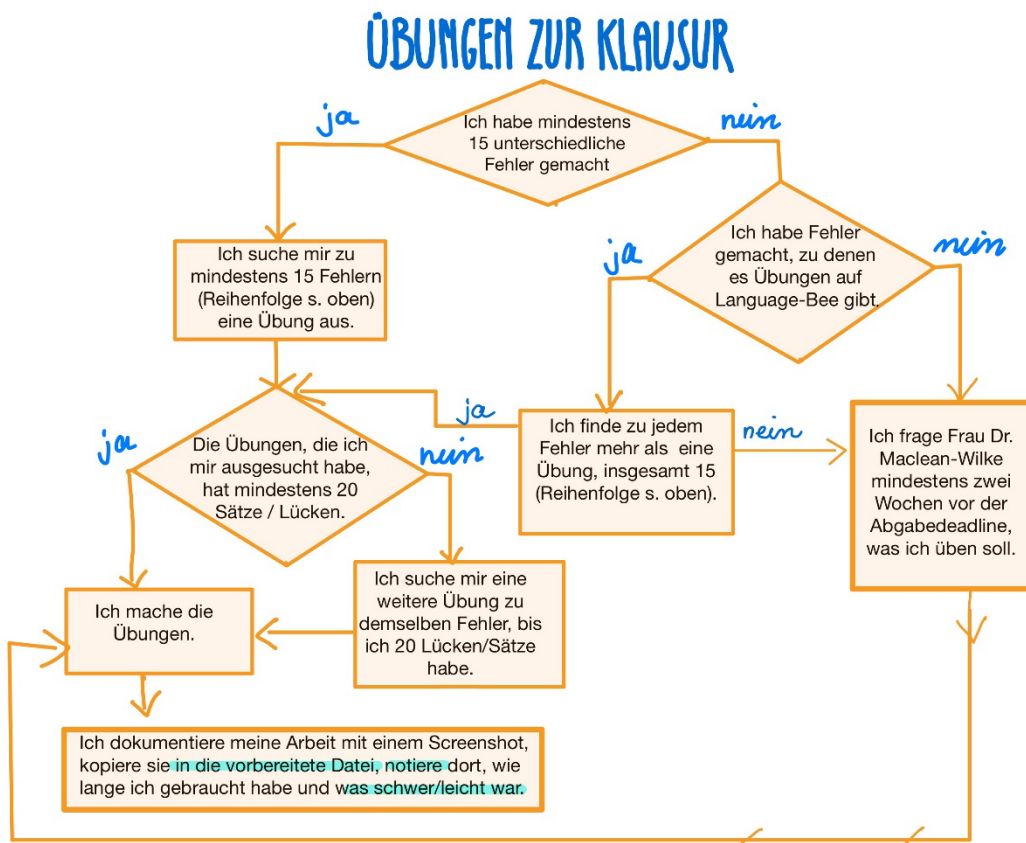 ÜBUNGEN ZUR KLAUSUR
ja
nein
Ich habe mindestens
15 unterschiedliche
Fehler gemacht
Ich suche mir zu
mindestens 15 Fehlern
(Reihenfolge s. oben)
eine Übung aus.
ja
nein
Ich habe Fehler
gemacht, zu denen
es Übungen auf
Language-Bee gibt.
ja
nein
Die Übungen, die ich
mir ausgesucht habe,
hat mindestens 20
Sätze / Lücken.
ja
nein
Ich finde zu jedem
Fehler mehr als eine
Übung, insgesamt 15
(Reihenfolge s. oben).
Ich frage Frau Dr.
Maclean-Wilke
mindestens zwei
Wochen vor der
Abgabedeadline,
was ich üben soll.
Ich mache die
Übungen.
Ich suche mir eine
weitere Übung zu
demselben Fehler, bis
ich 20 Lücken/Sätze
habe.
Ich dokumentiere meine Arbeit mit einem Screenshot,
kopiere sie in die vorbereitete Datei, notiere dort, wie
lange ich gebraucht habe und was schwer/leicht war.